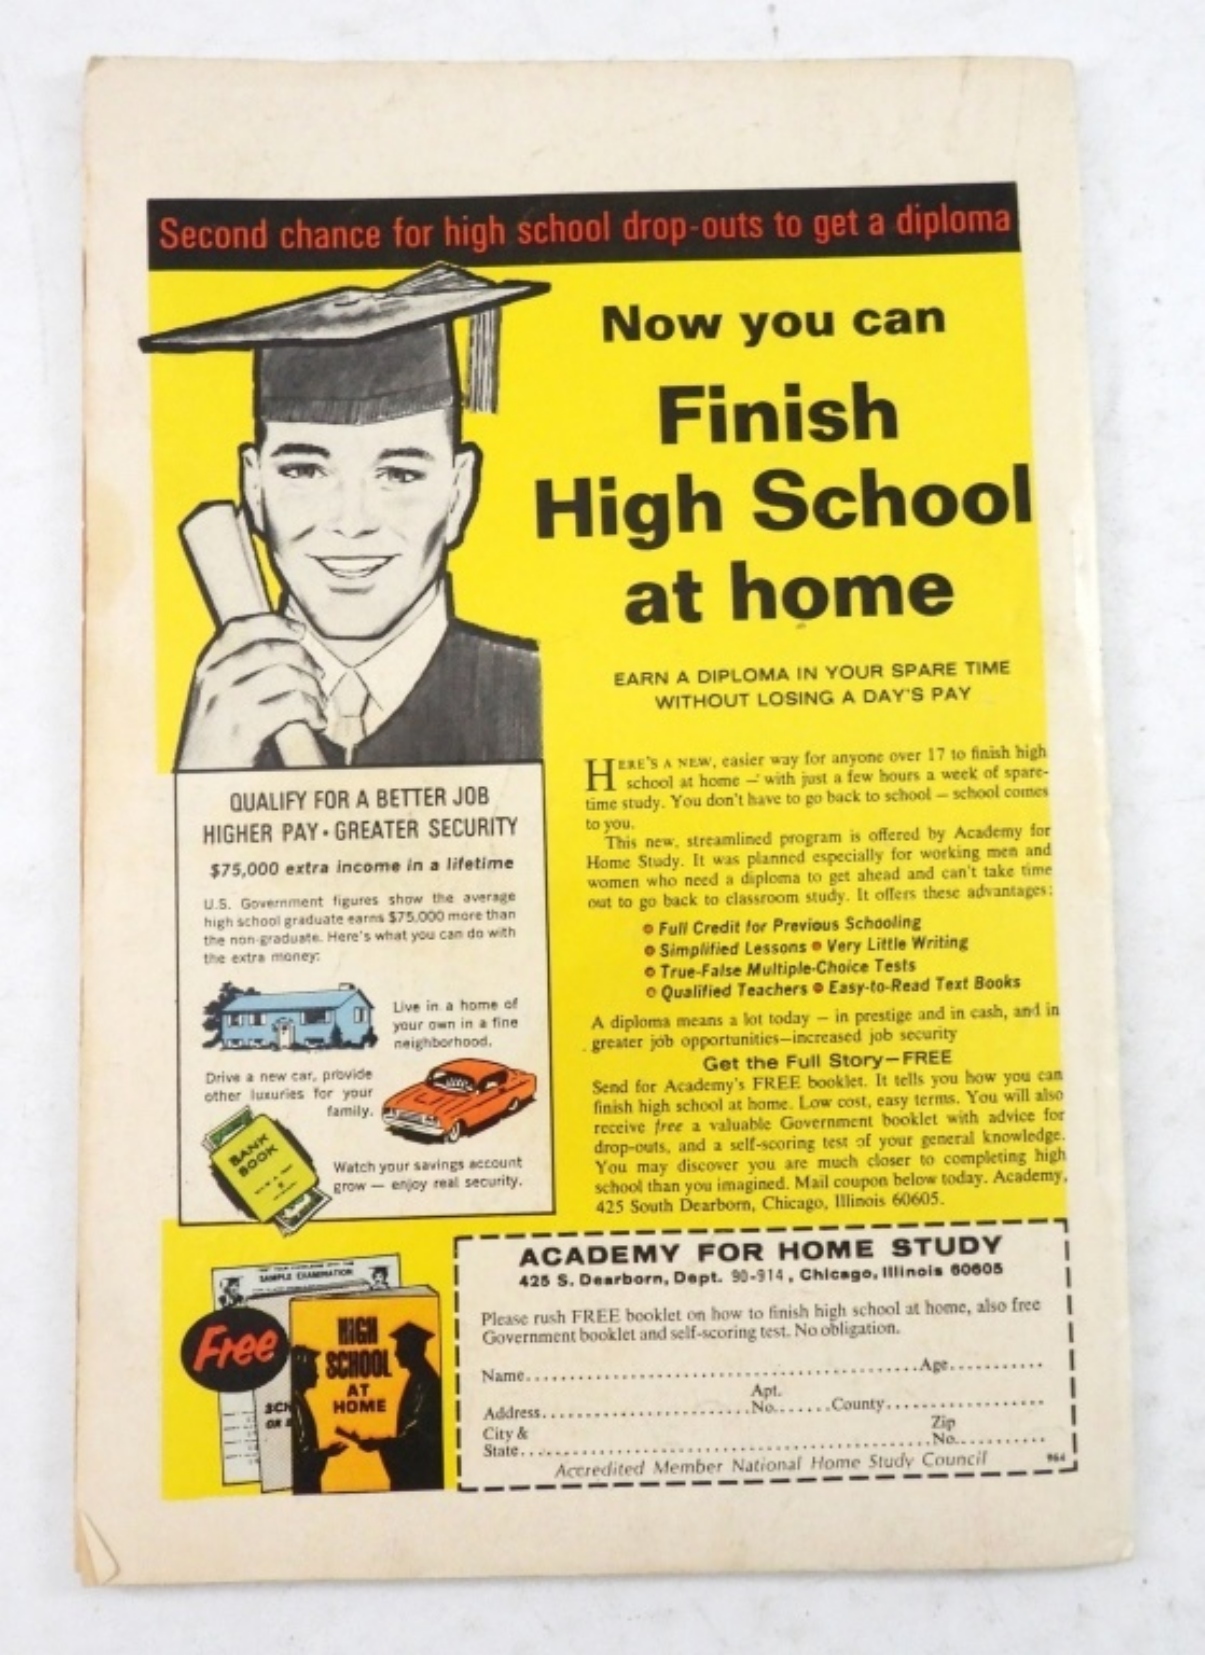 Second chance for high school drop-outs to get a diploma
Now you can
Finish
High School
at home
EARN A DIPLOMA IN YOUR SPARE TIME
WITHOUT LOSING A DAY'S PAY
QUALIFY FOR A BETTER JOB
HIGHER PAY • GREATER SECURITY
$75,000 extra income in a lifetime
U.S. Government figures show the average
high school graduate earns $75,000 more than
the non-graduate. Here's what you can do with
the extra money:
Live in a home of
your own in a fine
neighborhood.
Drive a new car, provide
other luxuries for your
family.
BANK
BOOK
Watch your savings account
grow — enjoy real security.
HERE'S A NEW, easier way for anyone over 17 to finish high
school at home — with just a few hours a week of spare-
time study. You don't have to go back to school — school comes
to you.
This new, streamlined program is offered by Academy for
Home Study. It was planned especially for working men and
women who need a diploma to get ahead and can't take time
out to go back to classroom study. It offers these advantages:
• Full Credit for Previous Schooling
• Simplified Lessons • Very Little Writing
• True-False Multiple-Choice Tests
• Qualified Teachers • Easy-to-Read Text Books
A diploma means a lot today — in prestige and in cash, and in
greater job opportunities—increased job security
Get the Full Story—FREE
Send for Academy's FREE booklet. It tells you how you can
finish high school at home. Low cost, easy terms. You will also
receive free a valuable Government booklet with advice for
drop-outs, and a self-scoring test of your general knowledge.
You may discover you are much closer to completing high
school than you imagined. Mail coupon below today. Academy,
425 South Dearborn, Chicago, Illinois 60605.
SAMPLE EXAMINATION
Free
SCH
OR
HIGH
SCHOOL
AT
HOME
ACADEMY FOR HOME STUDY
425 S. Dearborn, Dept. 90-914, Chicago, Illinois 60605
Please rush FREE booklet on how to finish high school at home, also free
Government booklet and self-scoring test. No obligation.
Name..........Age..........
Address..........Apt. No.......County..........
City &
State..........Zip No..........
Accredited Member National Home Study Council 964